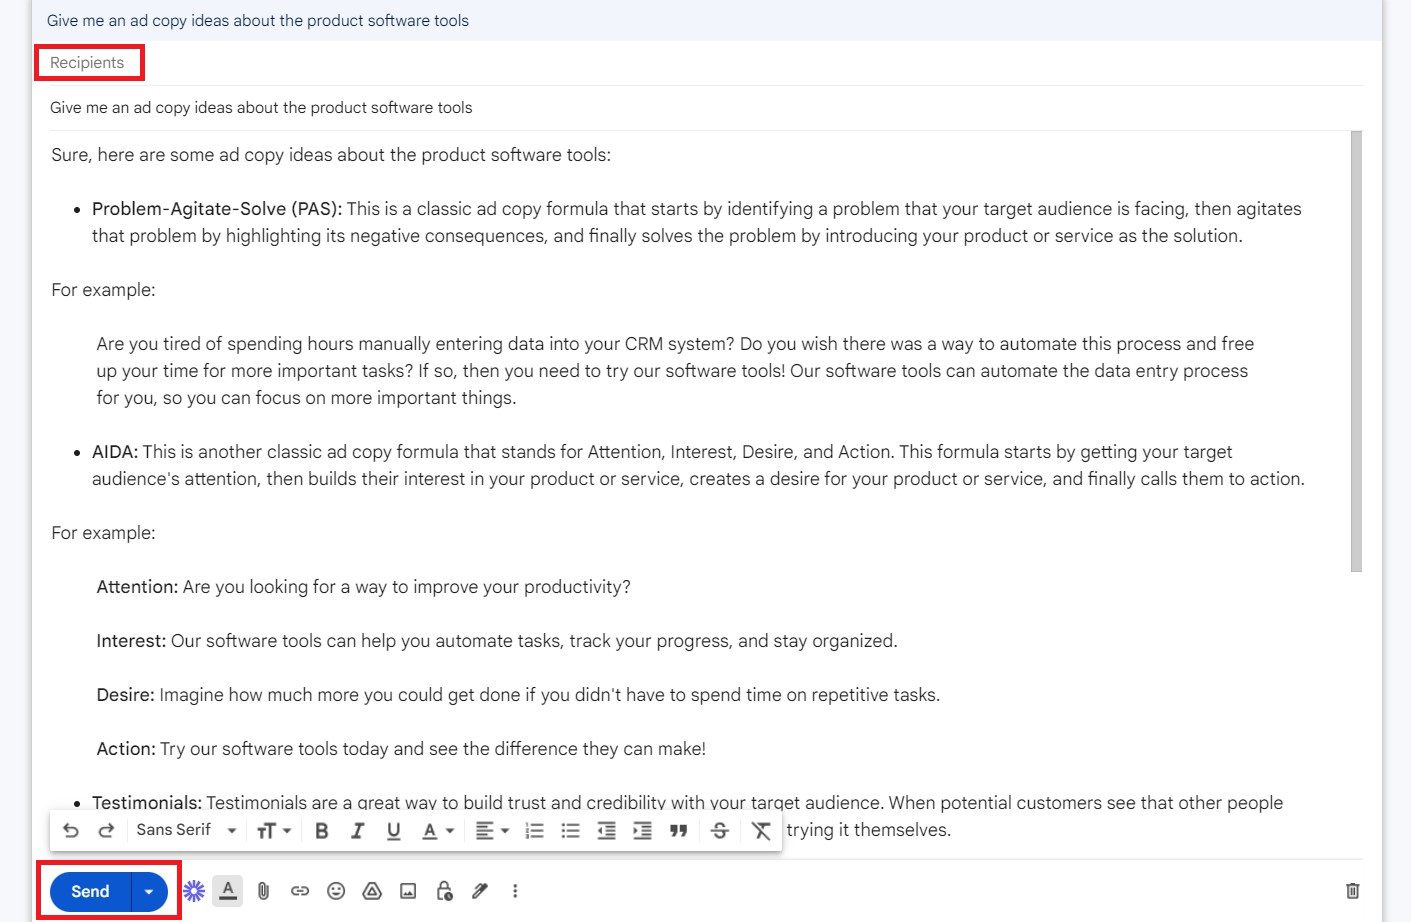 Give me an ad copy ideas about the product software tools
Recipients
Give me an ad copy ideas about the product software tools
Sure, here are some ad copy ideas about the product software tools:
• Problem-Agitate-Solve (PAS): This is a classic ad copy formula that starts by identifying a problem that your target audience is facing, then agitates
that problem by highlighting its negative consequences, and finally solves the problem by introducing your product or service as the solution.
For example:
Are you tired of spending hours manually entering data into your CRM system? Do you wish there was a way to automate this process and free
up your time for more important tasks? If so, then you need to try our software tools! Our software tools can automate the data entry process
for you, so you can focus on more important things.
• AIDA: This is another classic ad copy formula that stands for Attention, Interest, Desire, and Action. This formula starts by getting your target
audience's attention, then builds their interest in your product or service, creates a desire for your product or service, and finally calls them to action.
For example:
Attention: Are you looking for a way to improve your productivity?
Interest: Our software tools can help you automate tasks, track your progress, and stay organized.
Desire: Imagine how much more you could get done if you didn't have to spend time on repetitive tasks.
Action: Try our software tools today and see the difference they can make!
• Testimonials: Testimonials are a great way to build trust and credibility with your target audience. When potential customers see that other people
trying it themselves.
Sans Serif
Send